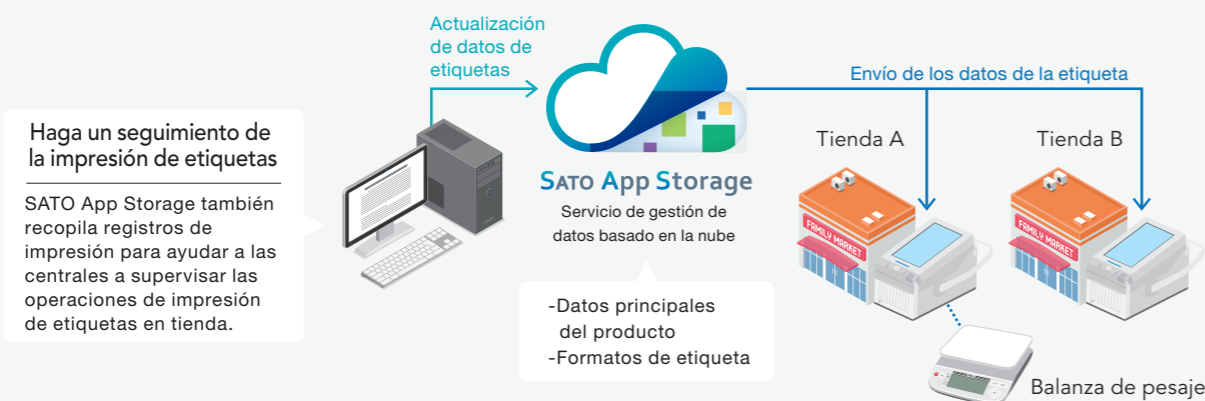 Actualización
de datos de
etiquetas
Envío de los datos de la etiqueta
Haga un seguimiento de
la impresión de etiquetas
SATO App Storage también
recopila registros de
impresión para ayudar a las
centrales a supervisar las
operaciones de impresión
de etiquetas en tienda.
SATO App Storage
Servicio de gestión de
datos basado en la nube
-Datos principales
del producto
-Formatos de etiqueta
Tienda A
Tienda B
FAMILY MARKET
FAMILY MARKET
Balanza de pesaje